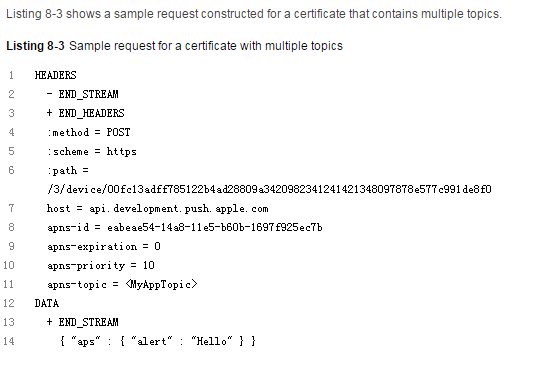 Listing 8-3 shows a sample request constructed for a certificate that contains multiple topics.
Listing 8-3 Sample request for a certificate with multiple topics
1 HEADERS
2 - END_STREAM
3 + END_HEADERS
4 :method = POST
5 :scheme = https
6 :path =
/3/device/00fc13adff785122b4ad28809a3420982341241421348097878e577c991de8f0
7 host = api.development.push.apple.com
8 apns-id = eabeae54-14a8-11e5-b60b-1697f925ec7b
9 apns-expiration = 0
10 apns-priority = 10
11 apns-topic = <MyAppTopic>
12 DATA
13 + END_STREAM
14 { "aps" : { "alert" : "Hello" } }